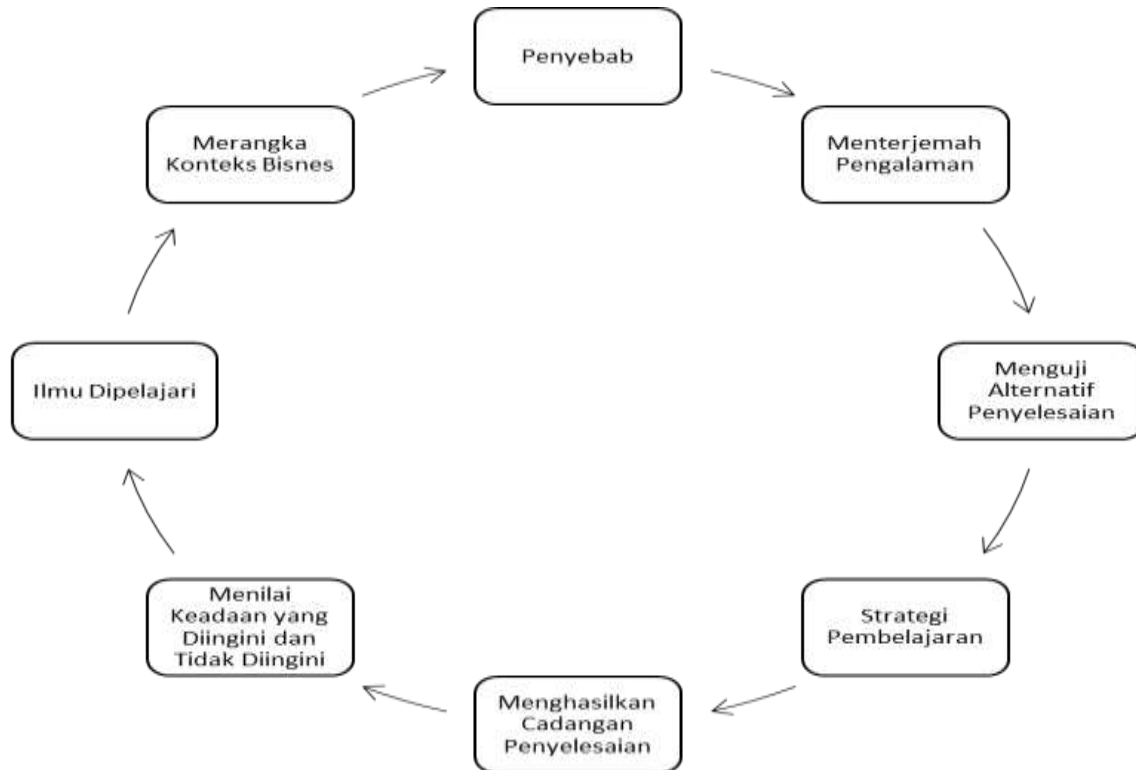 Penyebab
Menterjemah
Pengalaman
Menguji
Alternatif
Penyelesaian
Strategi
Pembelajaran
Menghasilkan
Cadangan
Penyelesaian
Menilai
Keadaan yang
Diingini dan
Tidak Diingini
Ilmu Dipelajari
Merangka
Konteks Bisnes